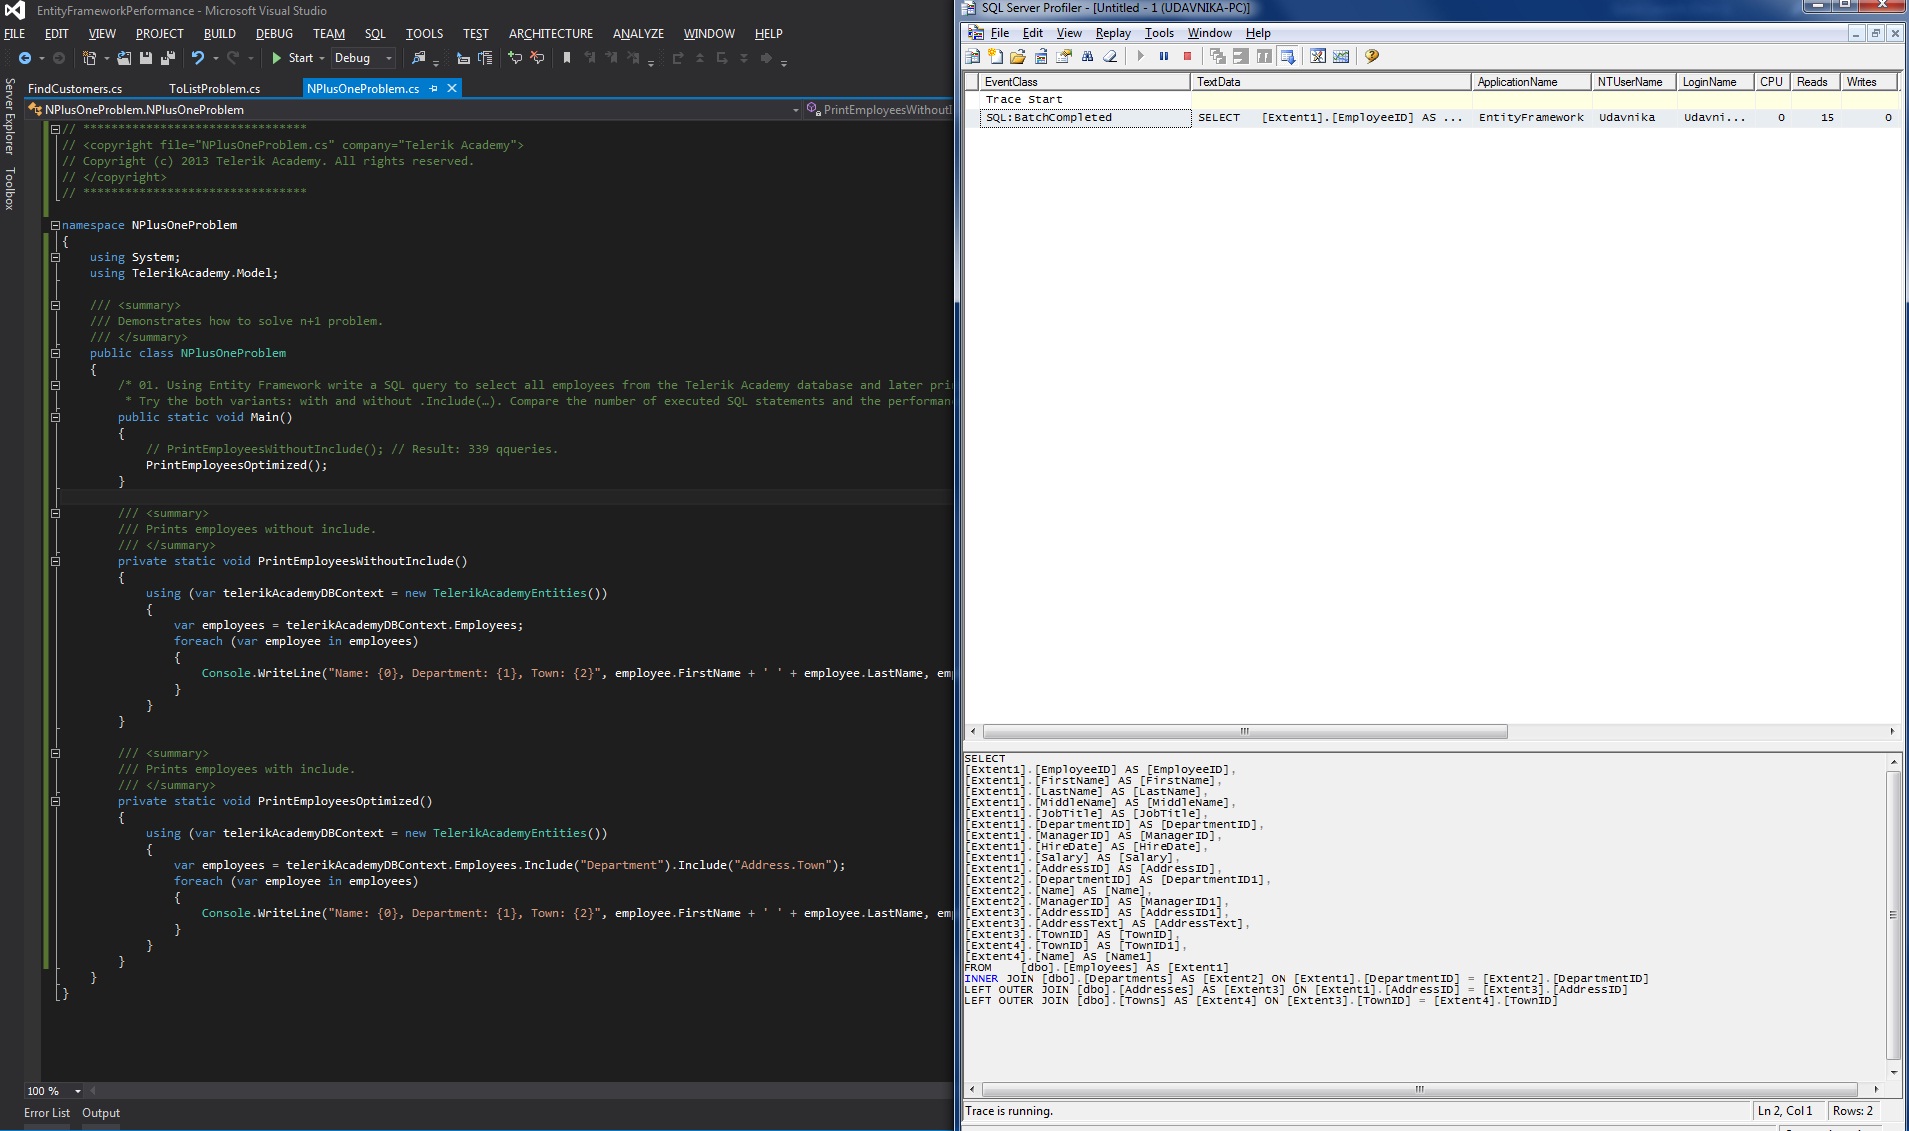 EntityFrameworkPerformance - Microsoft Visual Studio
FILE EDIT VIEW PROJECT BUILD DEBUG TEAM SQL TOOLS TEST ARCHITECTURE ANALYZE WINDOW HELP
Start Debug
FindCustomers.cs ToListProblem.cs NPlusOneProblem.cs
NPlusOneProblem.NPlusOneProblem PrintEmployeesWithoutI
Server Explorer
Toolbox
// ********************************
// <copyright file="NPlusOneProblem.cs" company="Telerik Academy">
// Copyright (c) 2013 Telerik Academy. All rights reserved.
// </copyright>
// ********************************
namespace NPlusOneProblem
{
using System;
using TelerikAcademy.Model;
/// <summary>
/// Demonstrates how to solve n+1 problem.
/// </summary>
public class NPlusOneProblem
{
/* 01. Using Entity Framework write a SQL query to select all employees from the Telerik Academy database and later pri
* Try the both variants: with and without .Include(…). Compare the number of executed SQL statements and the performan
public static void Main()
{
// PrintEmployeesWithoutInclude(); // Result: 339 qqueries.
PrintEmployeesOptimized();
}
/// <summary>
/// Prints employees without include.
/// </summary>
private static void PrintEmployeesWithoutInclude()
{
using (var telerikAcademyDBContext = new TelerikAcademyEntities())
{
var employees = telerikAcademyDBContext.Employees;
foreach (var employee in employees)
{
Console.WriteLine("Name: {0}, Department: {1}, Town: {2}", employee.FirstName + ' ' + employee.LastName, em
}
}
}
/// <summary>
/// Prints employees with include.
/// </summary>
private static void PrintEmployeesOptimized()
{
using (var telerikAcademyDBContext = new TelerikAcademyEntities())
{
var employees = telerikAcademyDBContext.Employees.Include("Department").Include("Address.Town");
foreach (var employee in employees)
{
Console.WriteLine("Name: {0}, Department: {1}, Town: {2}", employee.FirstName + ' ' + employee.LastName, em
}
}
}
}
}
100 %
Error List Output
SQL Server Profiler - [Untitled - 1 (UDAVNIKA-PC)]
File Edit View Replay Tools Window Help
EventClass TextData ApplicationName NTUserName LoginName CPU Reads Writes
Trace Start
SQL:BatchCompleted SELECT [Extent1].[EmployeeID] AS ... EntityFramework Udavnika Udavni... 0 15 0
SELECT
[Extent1].[EmployeeID] AS [EmployeeID],
[Extent1].[FirstName] AS [FirstName],
[Extent1].[LastName] AS [LastName],
[Extent1].[MiddleName] AS [MiddleName],
[Extent1].[JobTitle] AS [JobTitle],
[Extent1].[DepartmentID] AS [DepartmentID],
[Extent1].[ManagerID] AS [ManagerID],
[Extent1].[HireDate] AS [HireDate],
[Extent1].[Salary] AS [Salary],
[Extent1].[AddressID] AS [AddressID],
[Extent2].[DepartmentID] AS [DepartmentID1],
[Extent2].[Name] AS [Name],
[Extent2].[ManagerID] AS [ManagerID1],
[Extent3].[AddressID] AS [AddressID1],
[Extent3].[AddressText] AS [AddressText],
[Extent3].[TownID] AS [TownID],
[Extent4].[TownID] AS [TownID1],
[Extent4].[Name] AS [Name1]
FROM [dbo].[Employees] AS [Extent1]
INNER JOIN [dbo].[Departments] AS [Extent2] ON [Extent1].[DepartmentID] = [Extent2].[DepartmentID]
LEFT OUTER JOIN [dbo].[Addresses] AS [Extent3] ON [Extent1].[AddressID] = [Extent3].[AddressID]
LEFT OUTER JOIN [dbo].[Towns] AS [Extent4] ON [Extent3].[TownID] = [Extent4].[TownID]
Trace is running. Ln 2, Col 1 Rows: 2